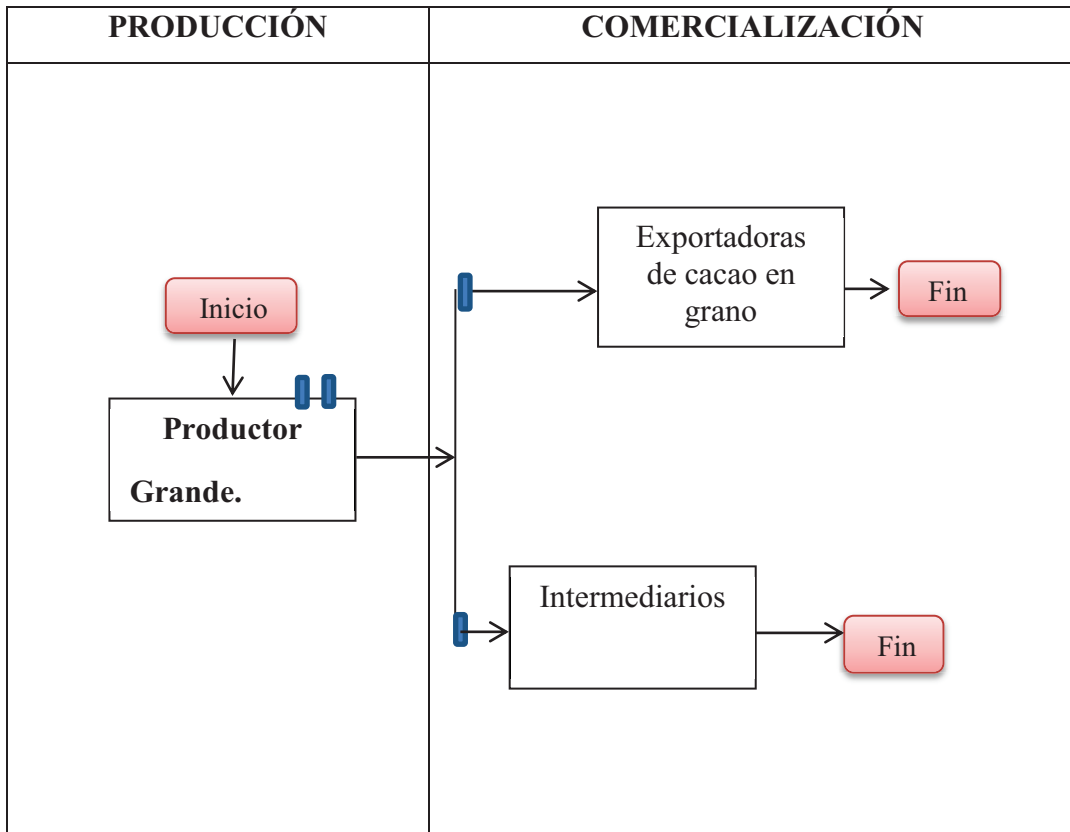 PRODUCCIÓN
COMERCIALIZACIÓN
Inicio
Productor
Grande.
Exportadoras
de cacao en
grano
Fin
Intermediarios
Fin